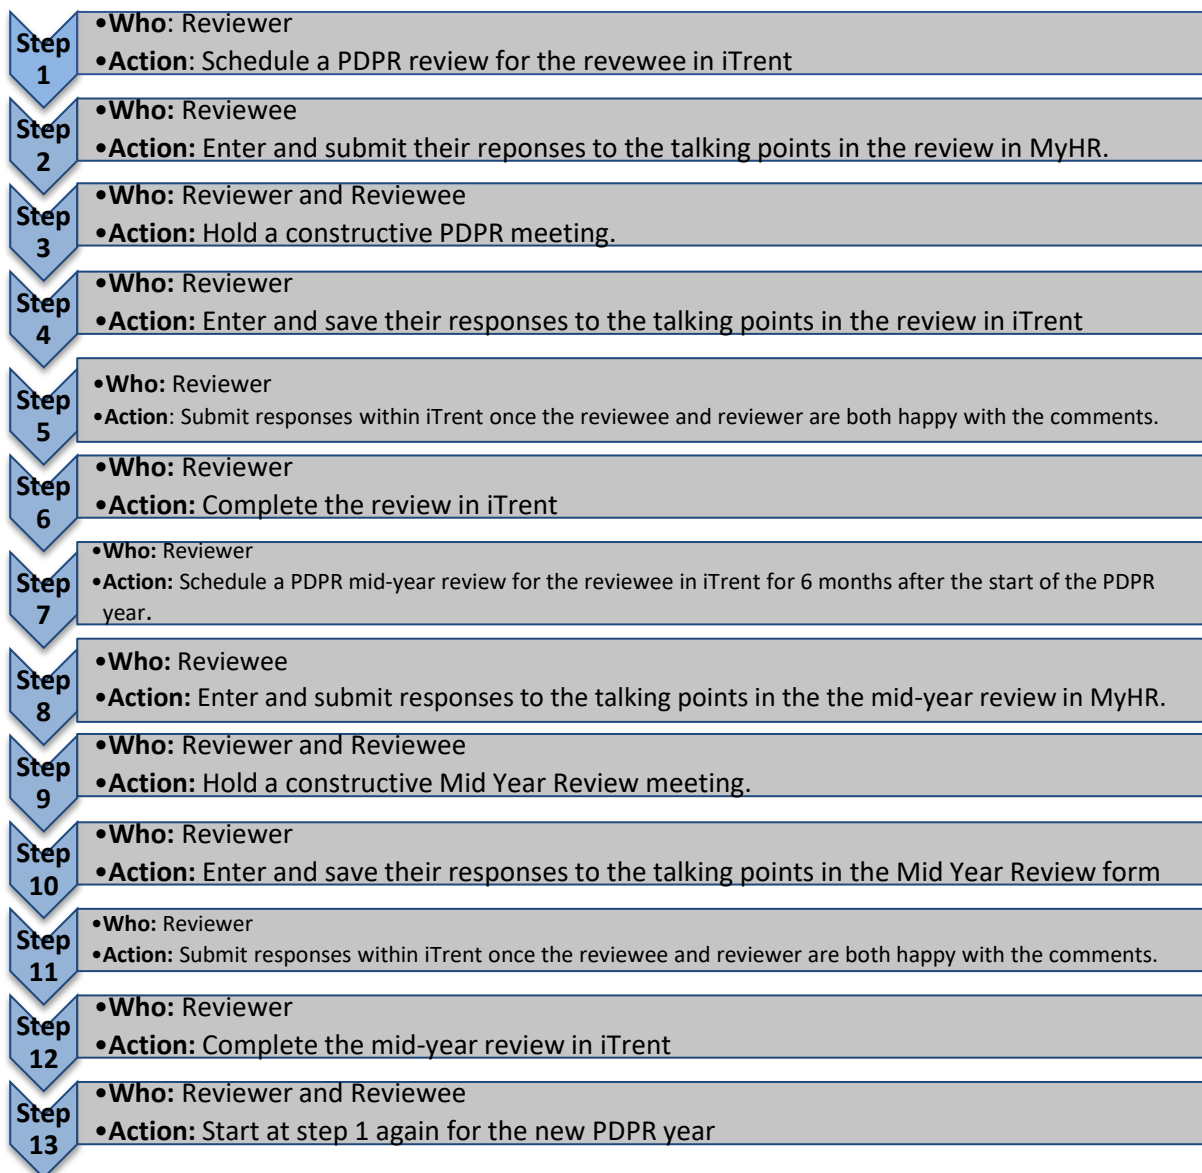 Step
1
•Who: Reviewer
•Action: Schedule a PDPR review for the revewee in iTrent
Step
2
•Who: Reviewee
•Action: Enter and submit their reponses to the talking points in the review in MyHR.
Step
3
•Who: Reviewer and Reviewee
•Action: Hold a constructive PDPR meeting.
Step
4
•Who: Reviewer
•Action: Enter and save their responses to the talking points in the review in iTrent
Step
5
•Who: Reviewer
•Action: Submit responses within iTrent once the reviewee and reviewer are both happy with the comments.
Step
6
•Who: Reviewer
•Action: Complete the review in iTrent
Step
7
•Who: Reviewer
•Action: Schedule a PDPR mid-year review for the reviewee in iTrent for 6 months after the start of the PDPR
year.
Step
8
•Who: Reviewee
•Action: Enter and submit responses to the talking points in the the mid-year review in MyHR.
Step
9
•Who: Reviewer and Reviewee
•Action: Hold a constructive Mid Year Review meeting.
Step
10
•Who: Reviewer
•Action: Enter and save their responses to the talking points in the Mid Year Review form
Step
11
•Who: Reviewer
•Action: Submit responses within iTrent once the reviewee and reviewer are both happy with the comments.
Step
12
•Who: Reviewer
•Action: Complete the mid-year review in iTrent
Step
13
•Who: Reviewer and Reviewee
•Action: Start at step 1 again for the new PDPR year